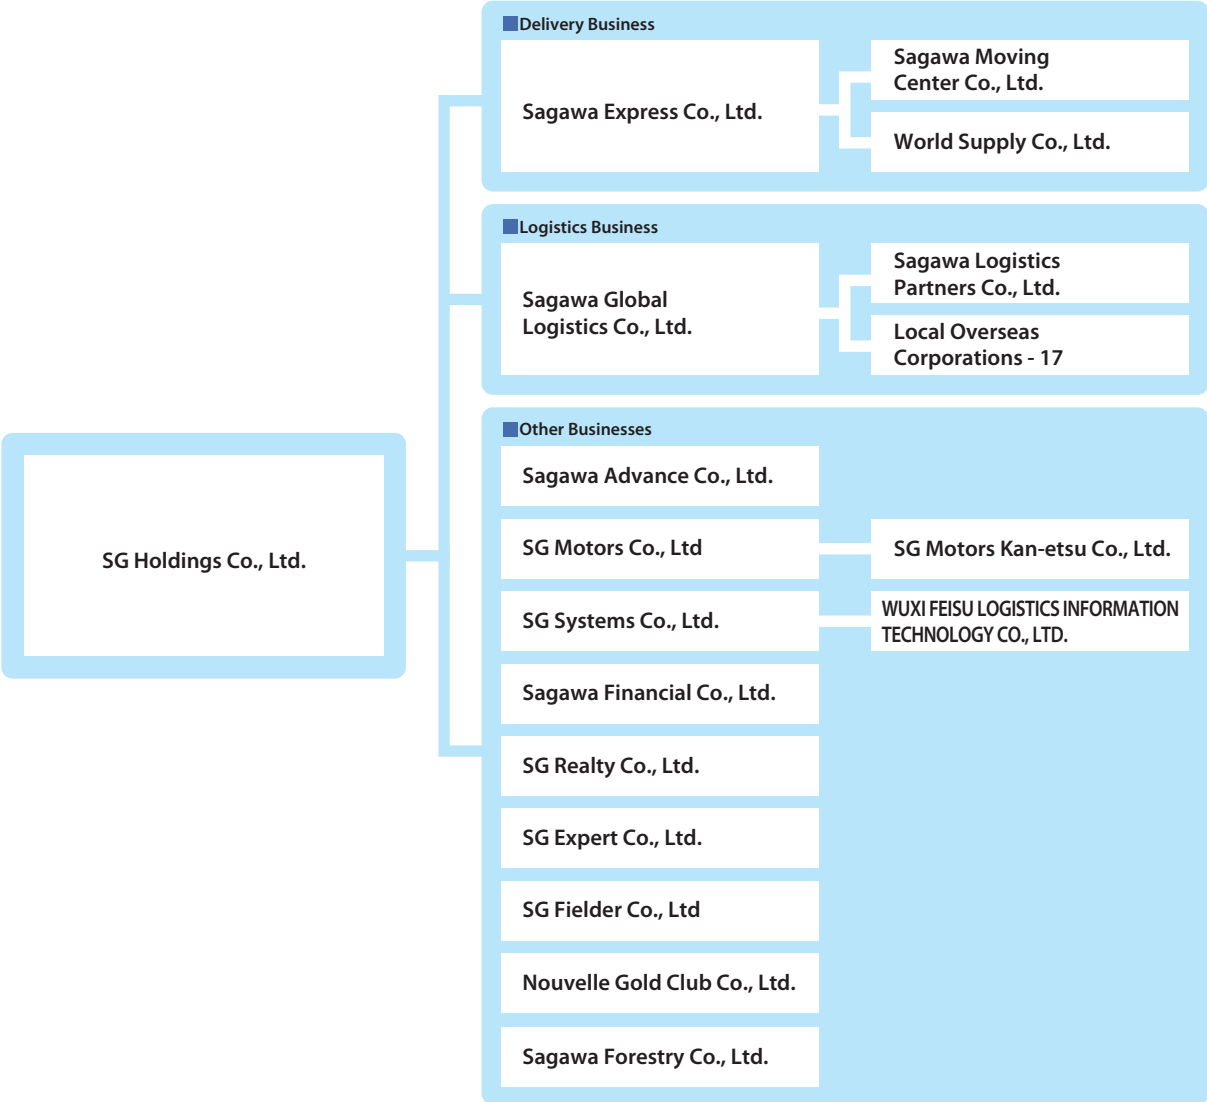 Delivery Business
Sagawa Express Co., Ltd.
Sagawa Moving
Center Co., Ltd.
World Supply Co., Ltd.
Logistics Business
Sagawa Global
Logistics Co., Ltd.
Sagawa Logistics
Partners Co., Ltd.
Local Overseas
Corporations - 17
SG Holdings Co., Ltd.
Other Businesses
Sagawa Advance Co., Ltd.
SG Motors Co., Ltd
SG Motors Kan-etsu Co., Ltd.
SG Systems Co., Ltd.
WUXI FEISU LOGISTICS INFORMATION
TECHNOLOGY CO., LTD.
Sagawa Financial Co., Ltd.
SG Realty Co., Ltd.
SG Expert Co., Ltd.
SG Fielder Co., Ltd
Nouvelle Gold Club Co., Ltd.
Sagawa Forestry Co., Ltd.